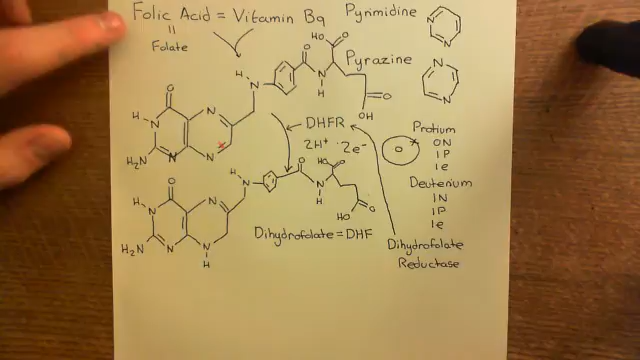 Folic Acid = Vitamin B9
Folate
Pyrimidine
Pyrazine
HO
O
O
H
N
N
H
O
OH
O
H
N
N
N
N
H2N
DHFR
2H+ 2e-
Protium
0N
1P
1e
Deuterium
1N
1P
1e
HO
O
O
H
N
N
H
O
HO
O
H
N
N
N
N
H
H2N
Dihydrofolate = DHF
Dihydrofolate
Reductase
N
N
N
N